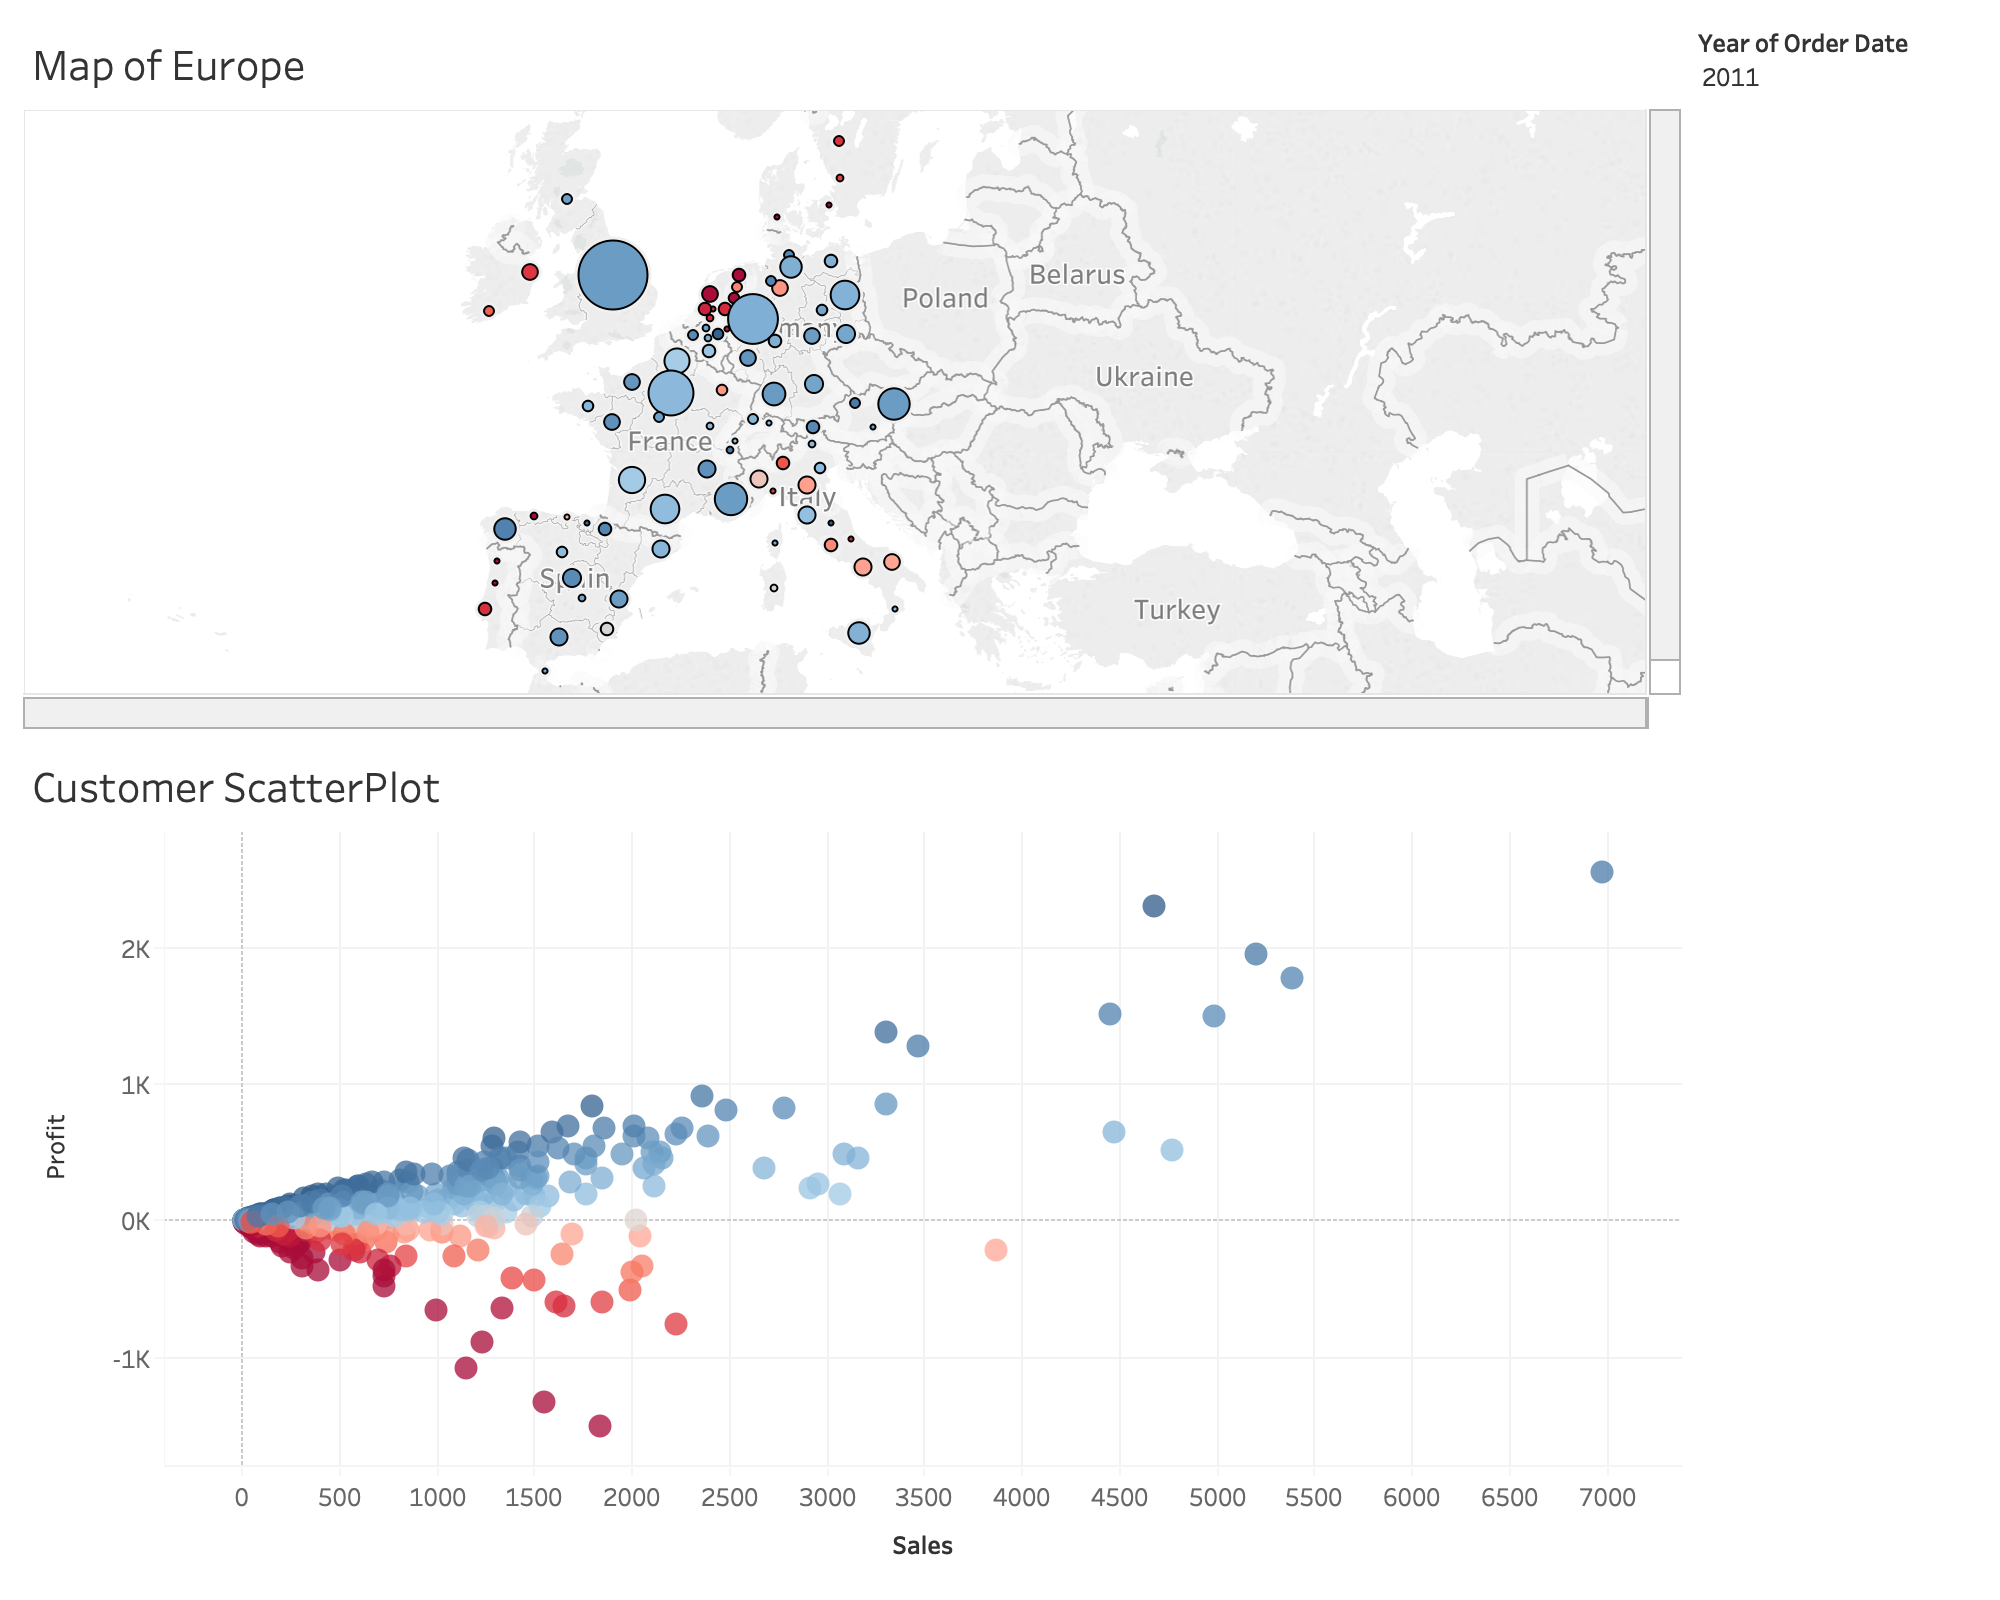 Map of Europe
Year of Order Date
2011
Belarus
Poland
many
Ukraine
France
Italy
Spain
Turkey
Customer ScatterPlot
2K
1K
0K
-1K
Profit
0 500 1000 1500 2000 2500 3000 3500 4000 4500 5000 5500 6000 6500 7000
Sales